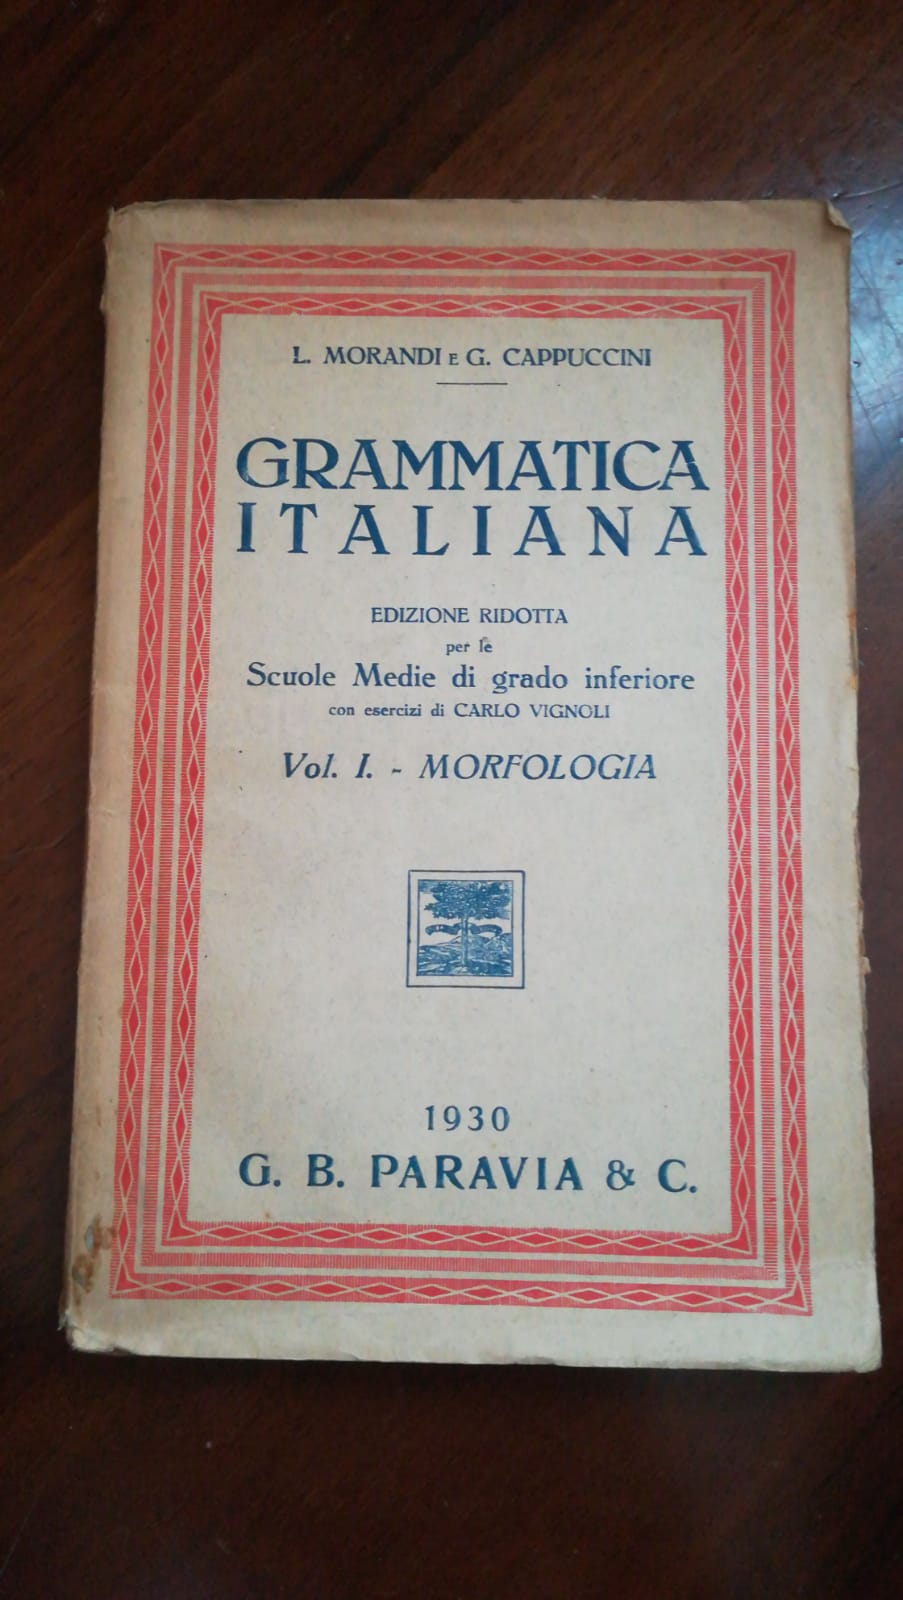 L. MORANDI E G. CAPPUCCINI
GRAMMATICA
ITALIANA
EDIZIONE RIDOTTA
per le
Scuole Medie di grado inferiore
con esercizi di CARLO VIGNOLI
Vol. I. - MORFOLOGIA
1930
G. B. PARAVIA & C.